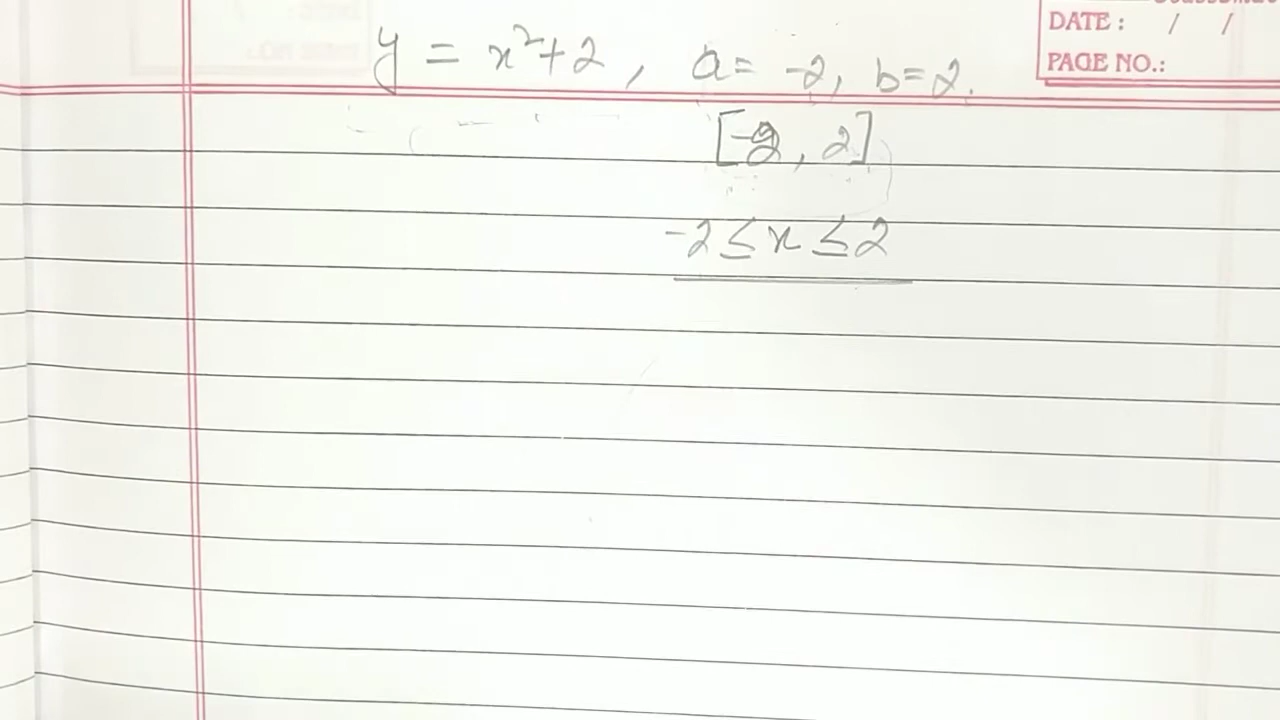 y = x²+2, a= -2, b=2.
DATE : / /
PAGE NO.:
[-2, 2]
-2≤x≤2